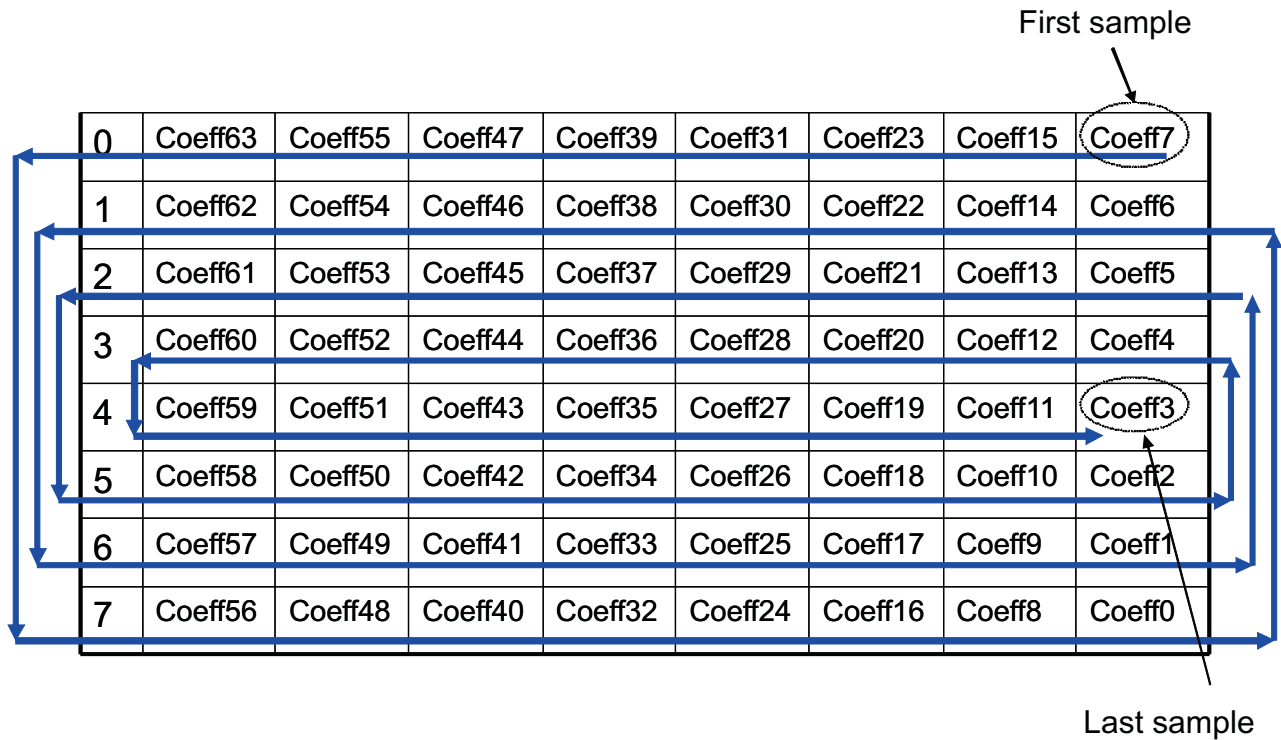 First sample
0 Coeff63 Coeff55 Coeff47 Coeff39 Coeff31 Coeff23 Coeff15 Coeff7
1 Coeff62 Coeff54 Coeff46 Coeff38 Coeff30 Coeff22 Coeff14 Coeff6
2 Coeff61 Coeff53 Coeff45 Coeff37 Coeff29 Coeff21 Coeff13 Coeff5
3 Coeff60 Coeff52 Coeff44 Coeff36 Coeff28 Coeff20 Coeff12 Coeff4
4 Coeff59 Coeff51 Coeff43 Coeff35 Coeff27 Coeff19 Coeff11 Coeff3
5 Coeff58 Coeff50 Coeff42 Coeff34 Coeff26 Coeff18 Coeff10 Coeff2
6 Coeff57 Coeff49 Coeff41 Coeff33 Coeff25 Coeff17 Coeff9 Coeff1
7 Coeff56 Coeff48 Coeff40 Coeff32 Coeff24 Coeff16 Coeff8 Coeff0
Last sample